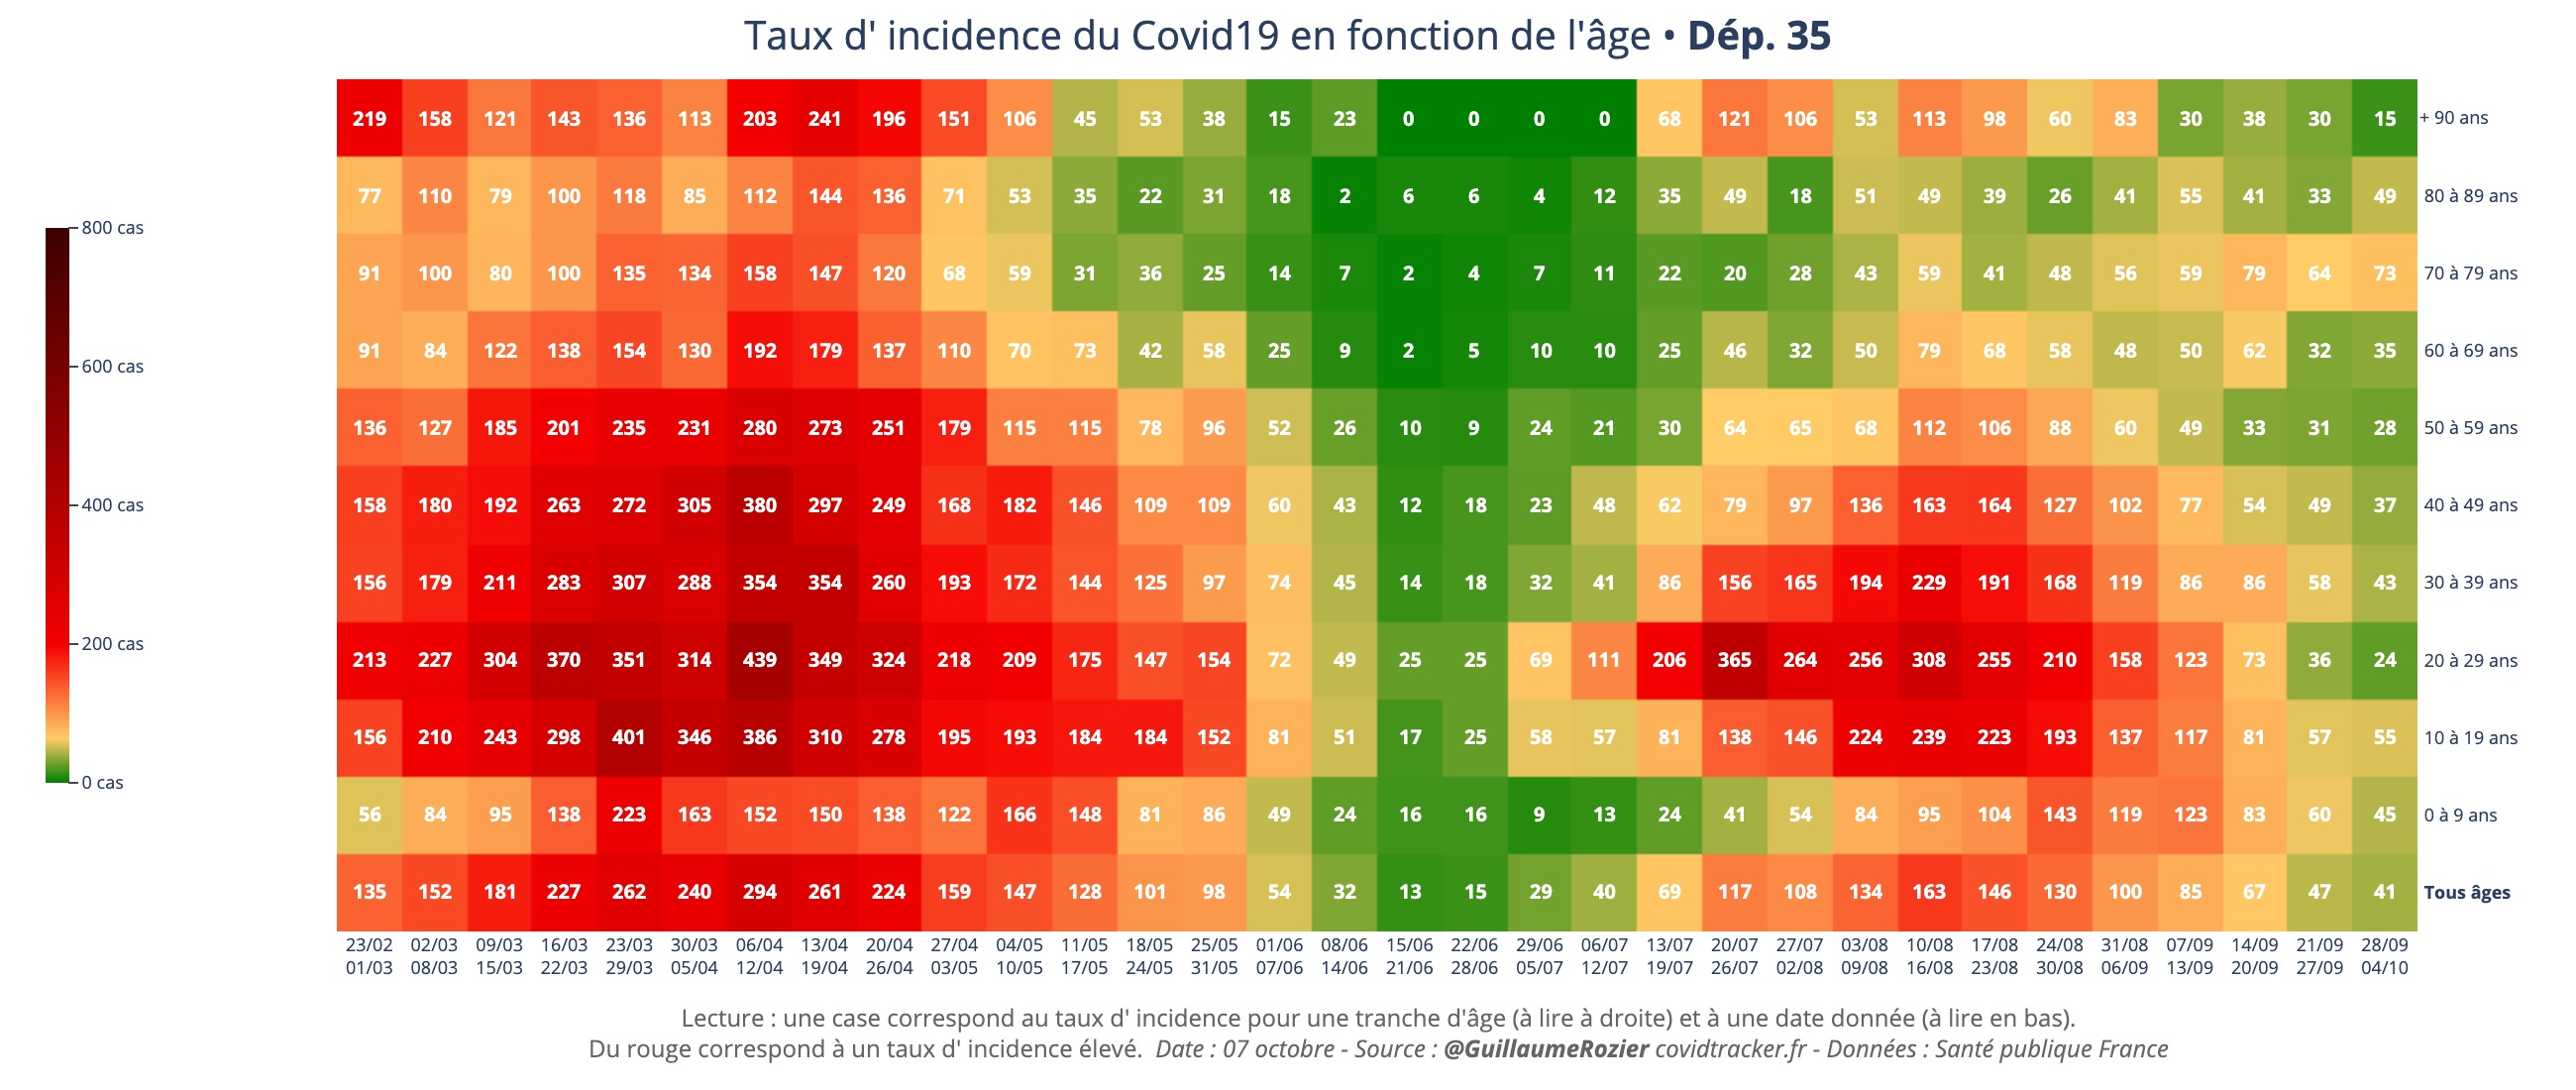 Taux d' incidence du Covid19 en fonction de l'âge • Dép. 35
219 158 121 143 136 113 203 241 196 151 106 45 53 38 15 23 0 0 0 0 68 121 106 53 113 98 60 83 30 38 30 15 + 90 ans
77 110 79 100 118 85 112 144 136 71 53 35 22 31 18 2 6 6 4 12 35 49 18 51 49 39 26 41 55 41 33 49 80 à 89 ans
800 cas
91 100 80 100 135 134 158 147 120 68 59 31 36 25 14 7 2 4 7 11 22 20 28 43 59 41 48 56 59 79 64 73 70 à 79 ans
91 84 122 138 154 130 192 179 137 110 70 73 42 58 25 9 2 5 10 10 25 46 32 50 79 68 58 48 50 62 32 35 60 à 69 ans
600 cas
136 127 185 201 235 231 280 273 251 179 115 115 78 96 52 26 10 9 24 21 30 64 65 68 112 106 88 60 49 33 31 28 50 à 59 ans
400 cas
158 180 192 263 272 305 380 297 249 168 182 146 109 109 60 43 12 18 23 48 62 79 97 136 163 164 127 102 77 54 49 37 40 à 49 ans
156 179 211 283 307 288 354 354 260 193 172 144 125 97 74 45 14 18 32 41 86 156 165 194 229 191 168 119 86 86 58 43 30 à 39 ans
200 cas
213 227 304 370 351 314 439 349 324 218 209 175 147 154 72 49 25 25 69 111 206 365 264 256 308 255 210 158 123 73 36 24 20 à 29 ans
156 210 243 298 401 346 386 310 278 195 193 184 184 152 81 51 17 25 58 57 81 138 146 224 239 223 193 137 117 81 57 55 10 à 19 ans
0 cas
56 84 95 138 223 163 152 150 138 122 166 148 81 86 49 24 16 16 9 13 24 41 54 84 95 104 143 119 123 83 60 45 0 à 9 ans
135 152 181 227 262 240 294 261 224 159 147 128 101 98 54 32 13 15 29 40 69 117 108 134 163 146 130 100 85 67 47 41 Tous âges
23/02 02/03 09/03 16/03 23/03 30/03 06/04 13/04 20/04 27/04 04/05 11/05 18/05 25/05 01/06 08/06 15/06 22/06 29/06 06/07 13/07 20/07 27/07 03/08 10/08 17/08 24/08 31/08 07/09 14/09 21/09 28/09
01/03 08/03 15/03 22/03 29/03 05/04 12/04 19/04 26/04 03/05 10/05 17/05 24/05 31/05 07/06 14/06 21/06 28/06 05/07 12/07 19/07 26/07 02/08 09/08 16/08 23/08 30/08 06/09 13/09 20/09 27/09 04/10
Lecture : une case correspond au taux d' incidence pour une tranche d'âge (à lire à droite) et à une date donnée (à lire en bas).
Du rouge correspond à un taux d' incidence élevé. Date : 07 octobre - Source : @GuillaumeRozier covidtracker.fr - Données : Santé publique France